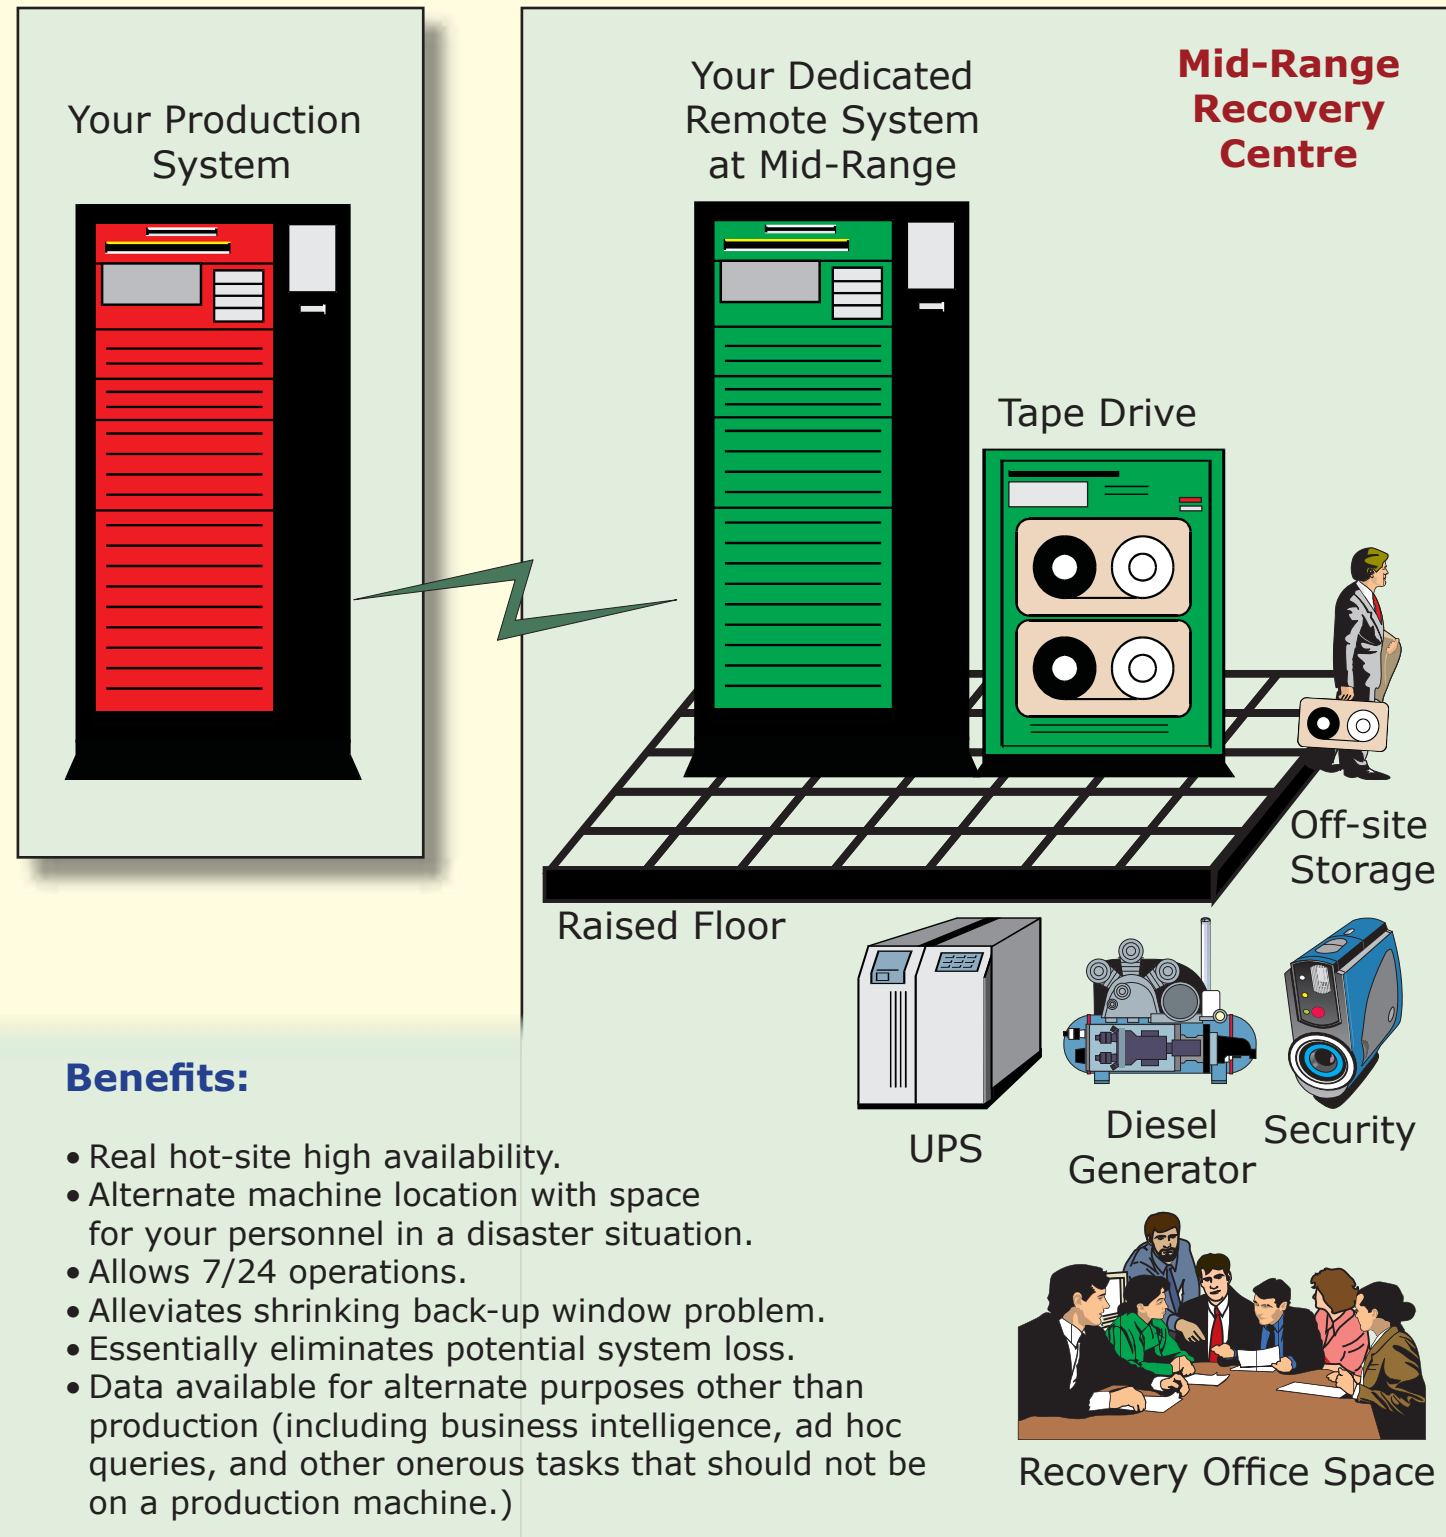 Your Production
System
Your Dedicated
Remote System
at Mid-Range
Mid-Range
Recovery
Centre
Tape Drive
Off-site
Storage
Raised Floor
UPS
Diesel
Generator
Security
Recovery Office Space
Benefits:
• Real hot-site high availability.
• Alternate machine location with space
for your personnel in a disaster situation.
• Allows 7/24 operations.
• Alleviates shrinking back-up window problem.
• Essentially eliminates potential system loss.
• Data available for alternate purposes other than
production (including business intelligence, ad hoc
queries, and other onerous tasks that should not be
on a production machine.)